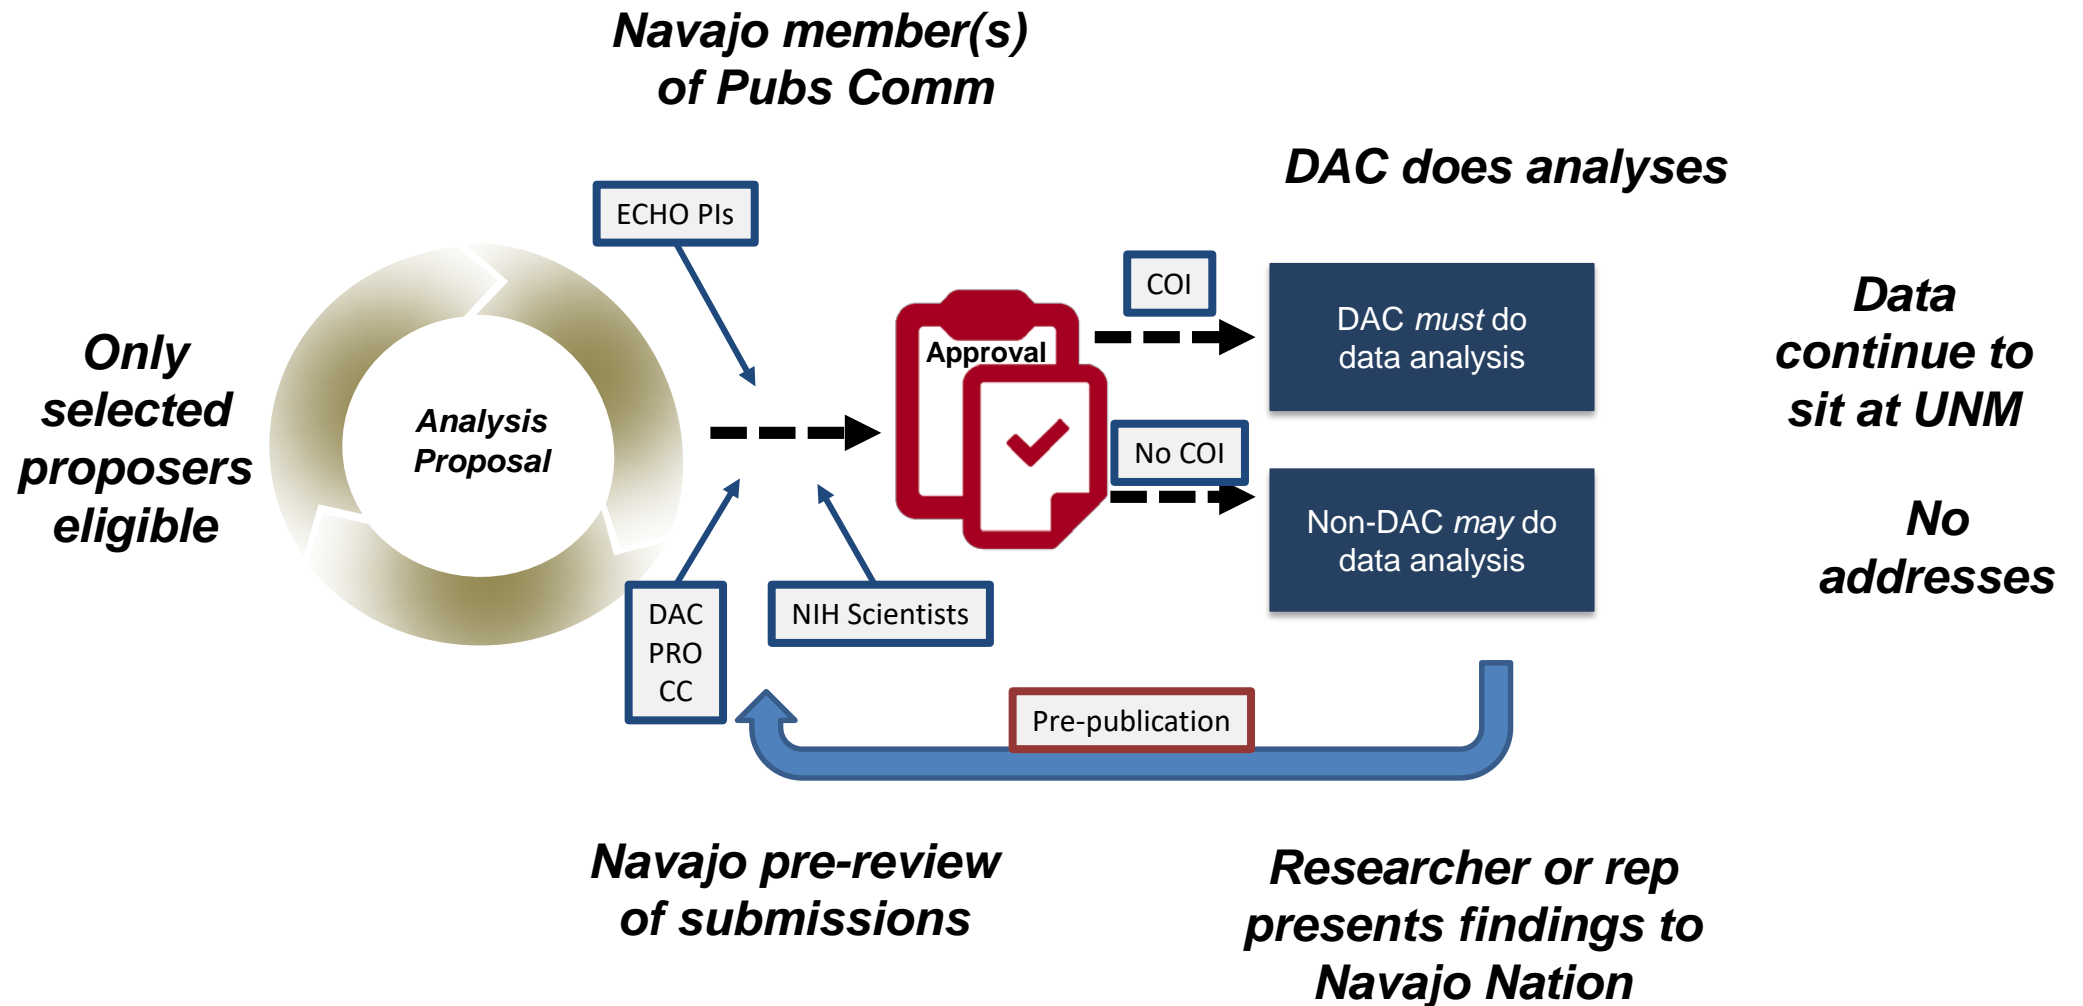 Navajo member(s)
of Pubs Comm
DAC does analyses
ECHO PIs
COI
Approval
DAC must do
data analysis
Data
continue to
sit at UNM
Only
selected
proposers
eligible
Analysis
Proposal
No COI
Non-DAC may do
data analysis
No
addresses
DAC
PRO
CC
NIH Scientists
Pre-publication
Navajo pre-review
of submissions
Researcher or rep
presents findings to
Navajo Nation